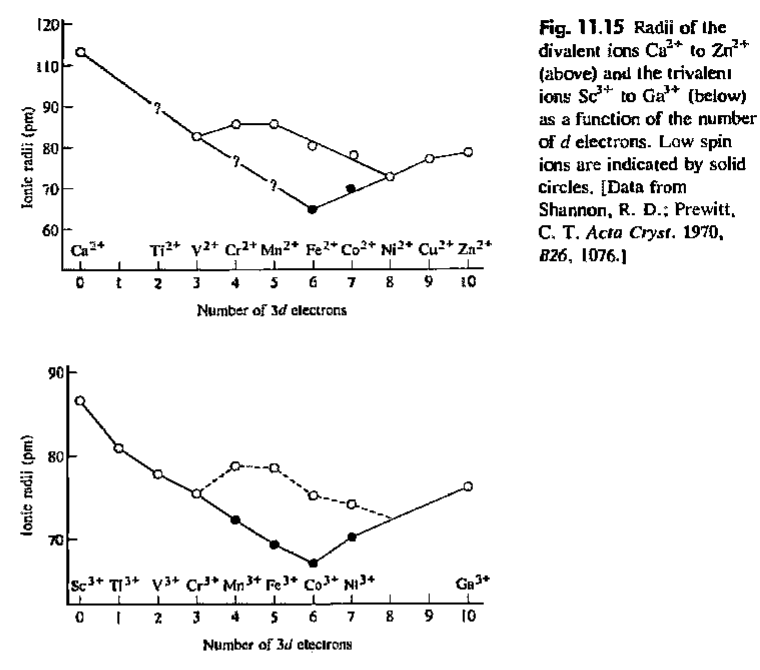 120
110
90
80
70
60
Ionic radii (pm)
? ? ?
Ca²⁺ Ti²⁺ V²⁺ Cr²⁺ Mn²⁺ Fe²⁺ Co²⁺ Ni²⁺ Cu²⁺ Zn²⁺
0 1 2 3 4 5 6 7 8 9 10
Number of 3d electrons
Fig. 11.15 Radii of the
divalent ions Ca²⁺ to Zn²⁺
(above) and the trivalent
ions Sc³⁺ to Ga³⁺ (below)
as a function of the number
of d electrons. Low spin
ions are indicated by solid
circles. [Data from
Shannon, R. D.; Prewitt,
C. T. Acta Cryst. 1970,
B26, 1076.]
90
80
70
Ionic radii (pm)
Sc³⁺ Ti³⁺ V³⁺ Cr³⁺ Mn³⁺ Fe³⁺ Co³⁺ Ni³⁺ Ga³⁺
0 1 2 3 4 5 6 7 8 9 10
Number of 3d electrons